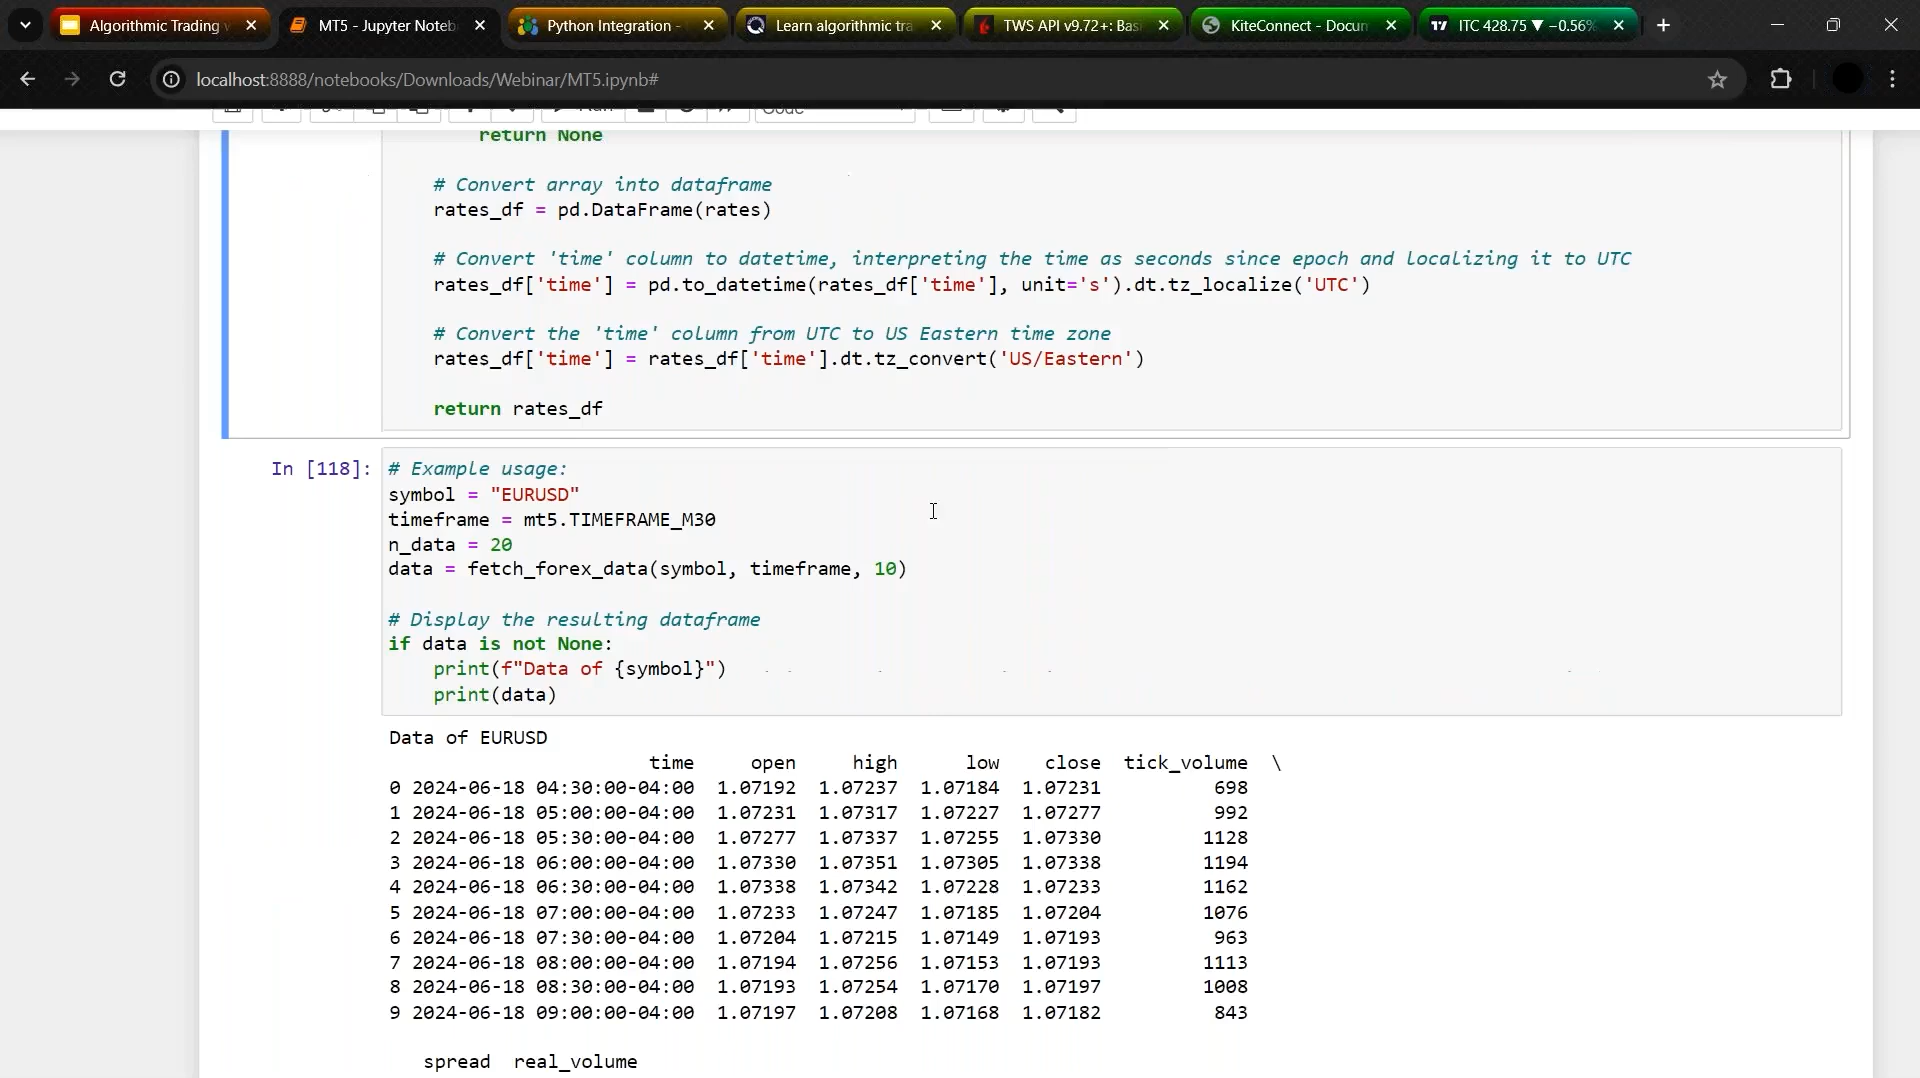 Algorithmic Trading
MT5 - Jupyter Noteb
Python Integration -
Learn algorithmic tra
TWS API v9.72+: Bas
KiteConnect - Docum
ITC 428.75 ▼ −0.56%
localhost:8888/notebooks/Downloads/Webinar/MT5.ipynb#
Code
return None
# Convert array into dataframe
rates_df = pd.DataFrame(rates)
# Convert 'time' column to datetime, interpreting the time as seconds since epoch and localizing it to UTC
rates_df['time'] = pd.to_datetime(rates_df['time'], unit='s').dt.tz_localize('UTC')
# Convert the 'time' column from UTC to US Eastern time zone
rates_df['time'] = rates_df['time'].dt.tz_convert('US/Eastern')
return rates_df
In [118]:
# Example usage:
symbol = "EURUSD"
timeframe = mt5.TIMEFRAME_M30
n_data = 20
data = fetch_forex_data(symbol, timeframe, 10)
# Display the resulting dataframe
if data is not None:
print(f"Data of {symbol}")
print(data)
Data of EURUSD
time open high low close tick_volume \
0 2024-06-18 04:30:00-04:00 1.07192 1.07237 1.07184 1.07231 698
1 2024-06-18 05:00:00-04:00 1.07231 1.07317 1.07227 1.07277 992
2 2024-06-18 05:30:00-04:00 1.07277 1.07337 1.07255 1.07330 1128
3 2024-06-18 06:00:00-04:00 1.07330 1.07351 1.07305 1.07338 1194
4 2024-06-18 06:30:00-04:00 1.07338 1.07342 1.07228 1.07233 1162
5 2024-06-18 07:00:00-04:00 1.07233 1.07247 1.07185 1.07204 1076
6 2024-06-18 07:30:00-04:00 1.07204 1.07215 1.07149 1.07193 963
7 2024-06-18 08:00:00-04:00 1.07194 1.07256 1.07153 1.07193 1113
8 2024-06-18 08:30:00-04:00 1.07193 1.07254 1.07170 1.07197 1008
9 2024-06-18 09:00:00-04:00 1.07197 1.07208 1.07168 1.07182 843
spread real_volume